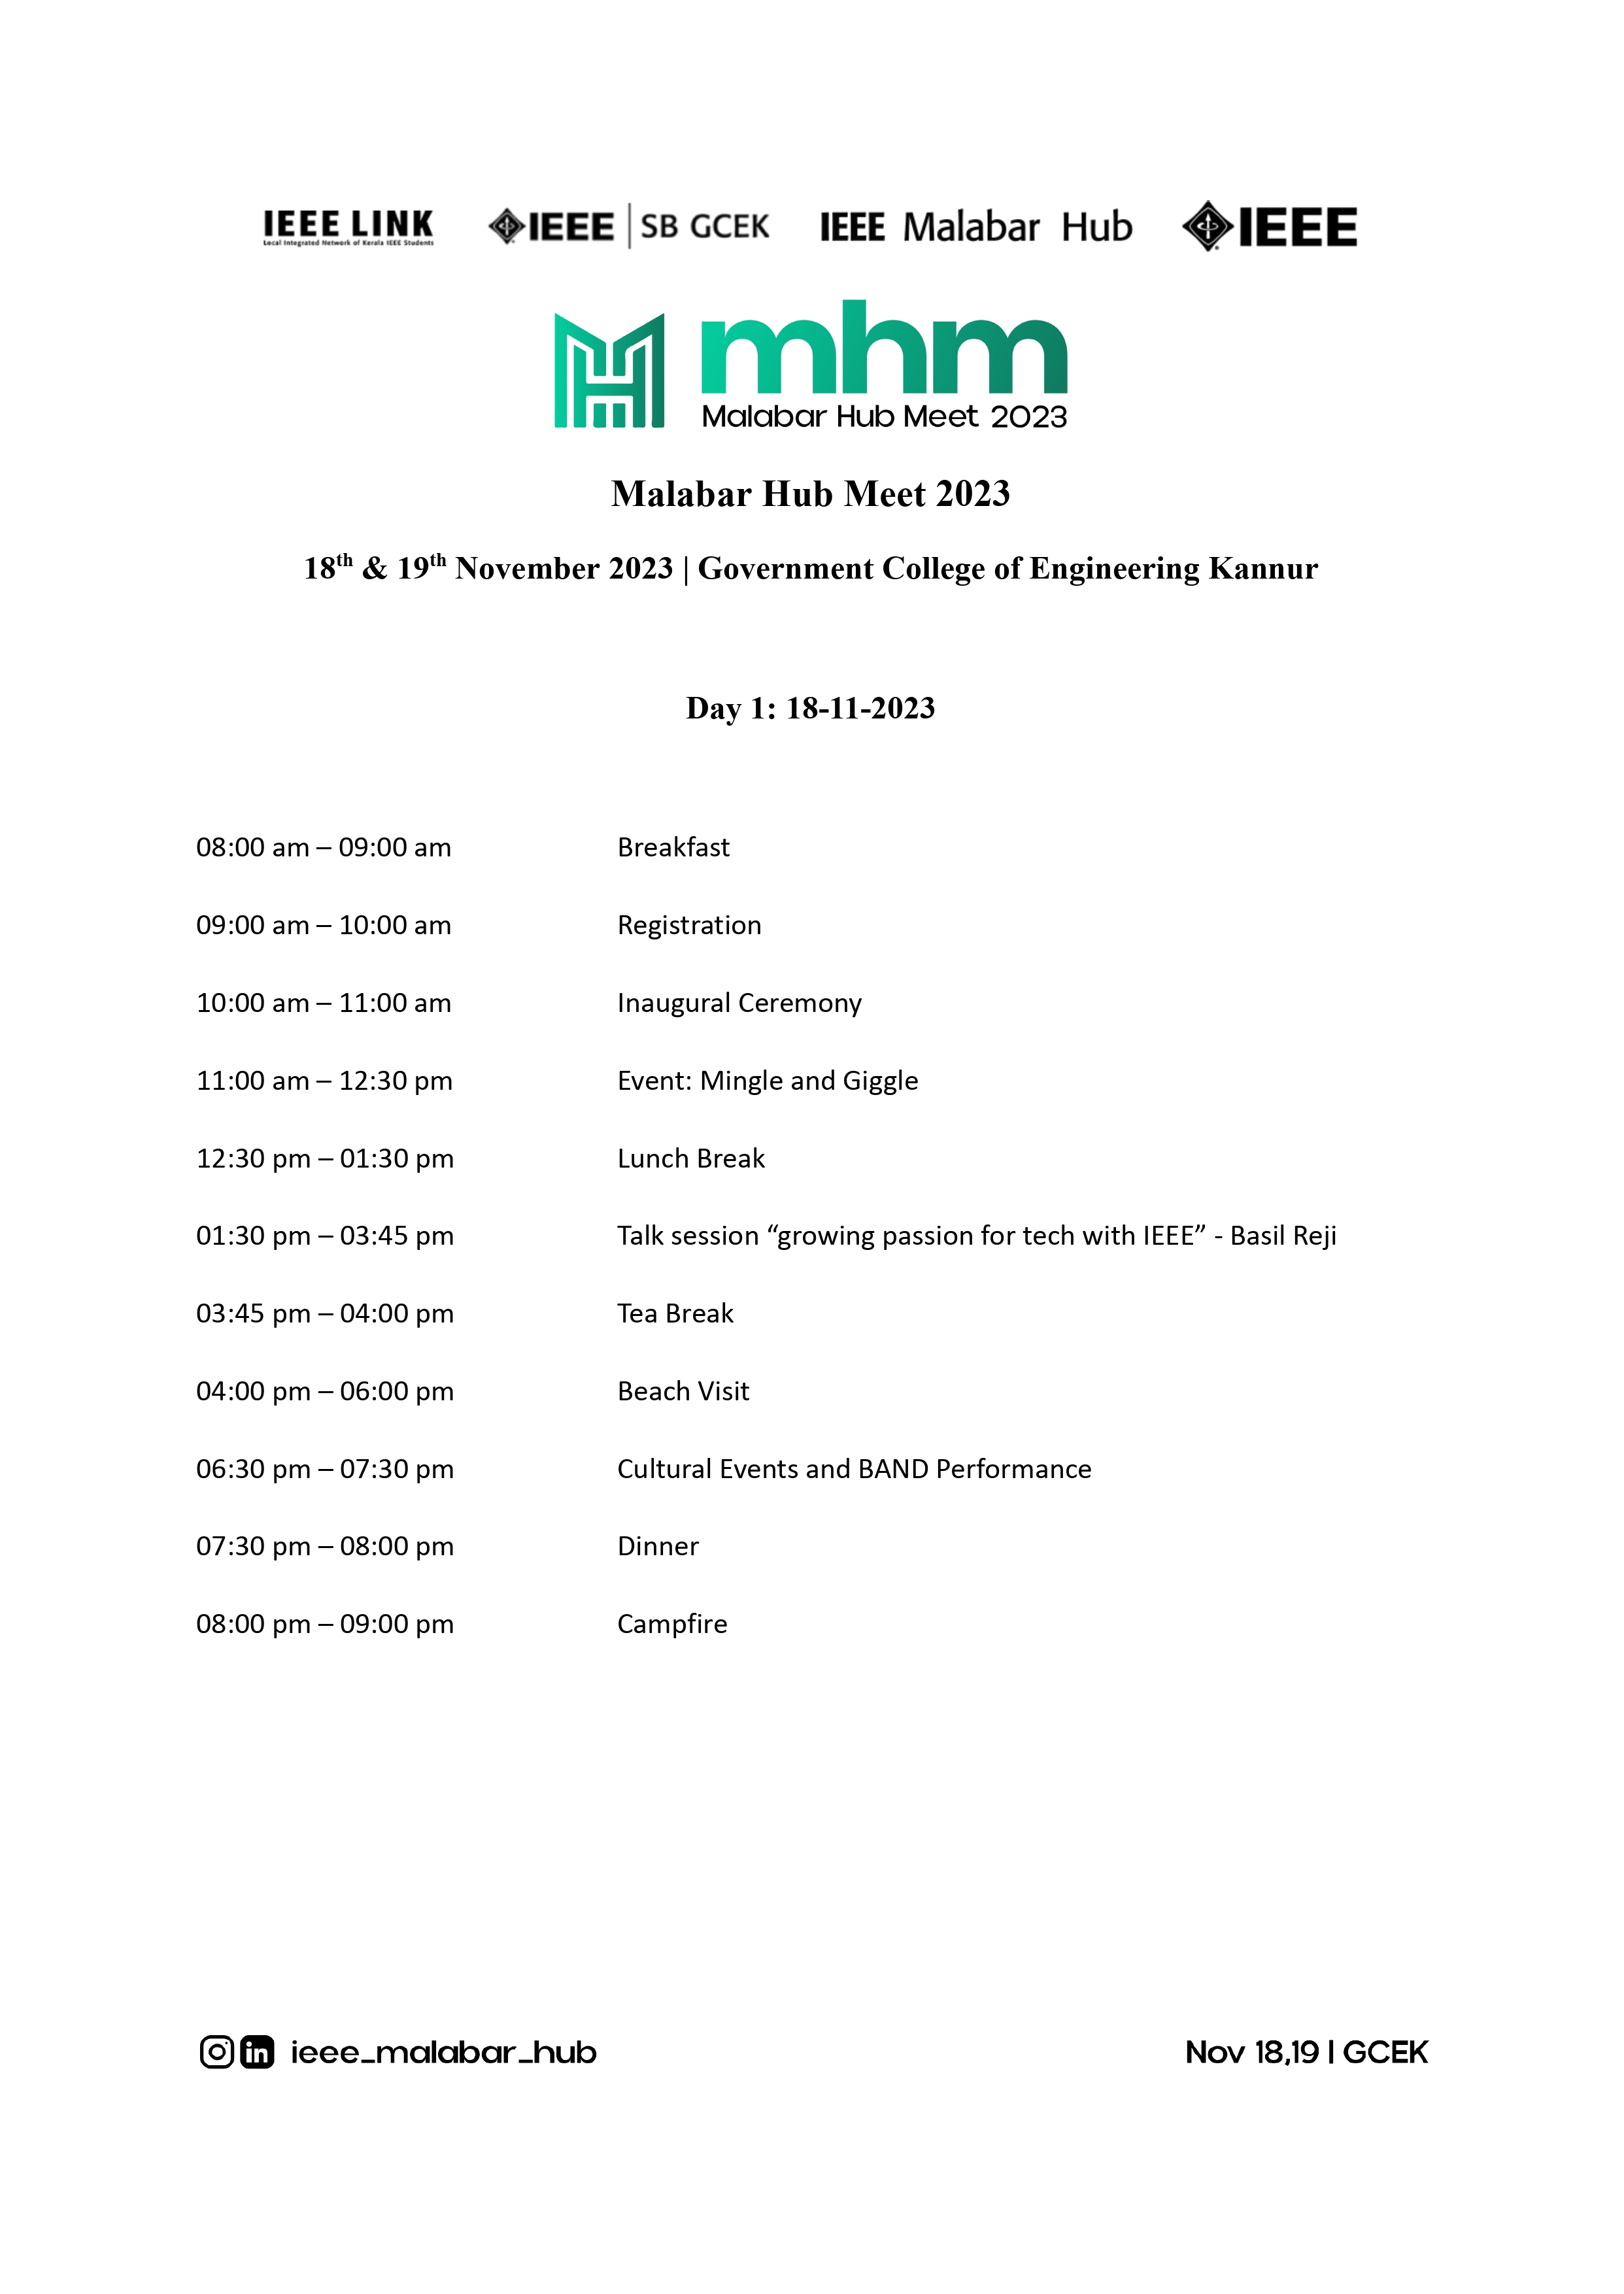 IEEE LINK
Local Integrated Network of Kerala IEEE Students
IEEE | SB GCEK
IEEE Malabar Hub
IEEE
mhm
Malabar Hub Meet 2023
Malabar Hub Meet 2023
18th & 19th November 2023 | Government College of Engineering Kannur
Day 1: 18-11-2023
08:00 am – 09:00 am Breakfast
09:00 am – 10:00 am Registration
10:00 am – 11:00 am Inaugural Ceremony
11:00 am – 12:30 pm Event: Mingle and Giggle
12:30 pm – 01:30 pm Lunch Break
01:30 pm – 03:45 pm Talk session “growing passion for tech with IEEE” - Basil Reji
03:45 pm – 04:00 pm Tea Break
04:00 pm – 06:00 pm Beach Visit
06:30 pm – 07:30 pm Cultural Events and BAND Performance
07:30 pm – 08:00 pm Dinner
08:00 pm – 09:00 pm Campfire
in ieee_malabar_hub
Nov 18,19 | GCEK